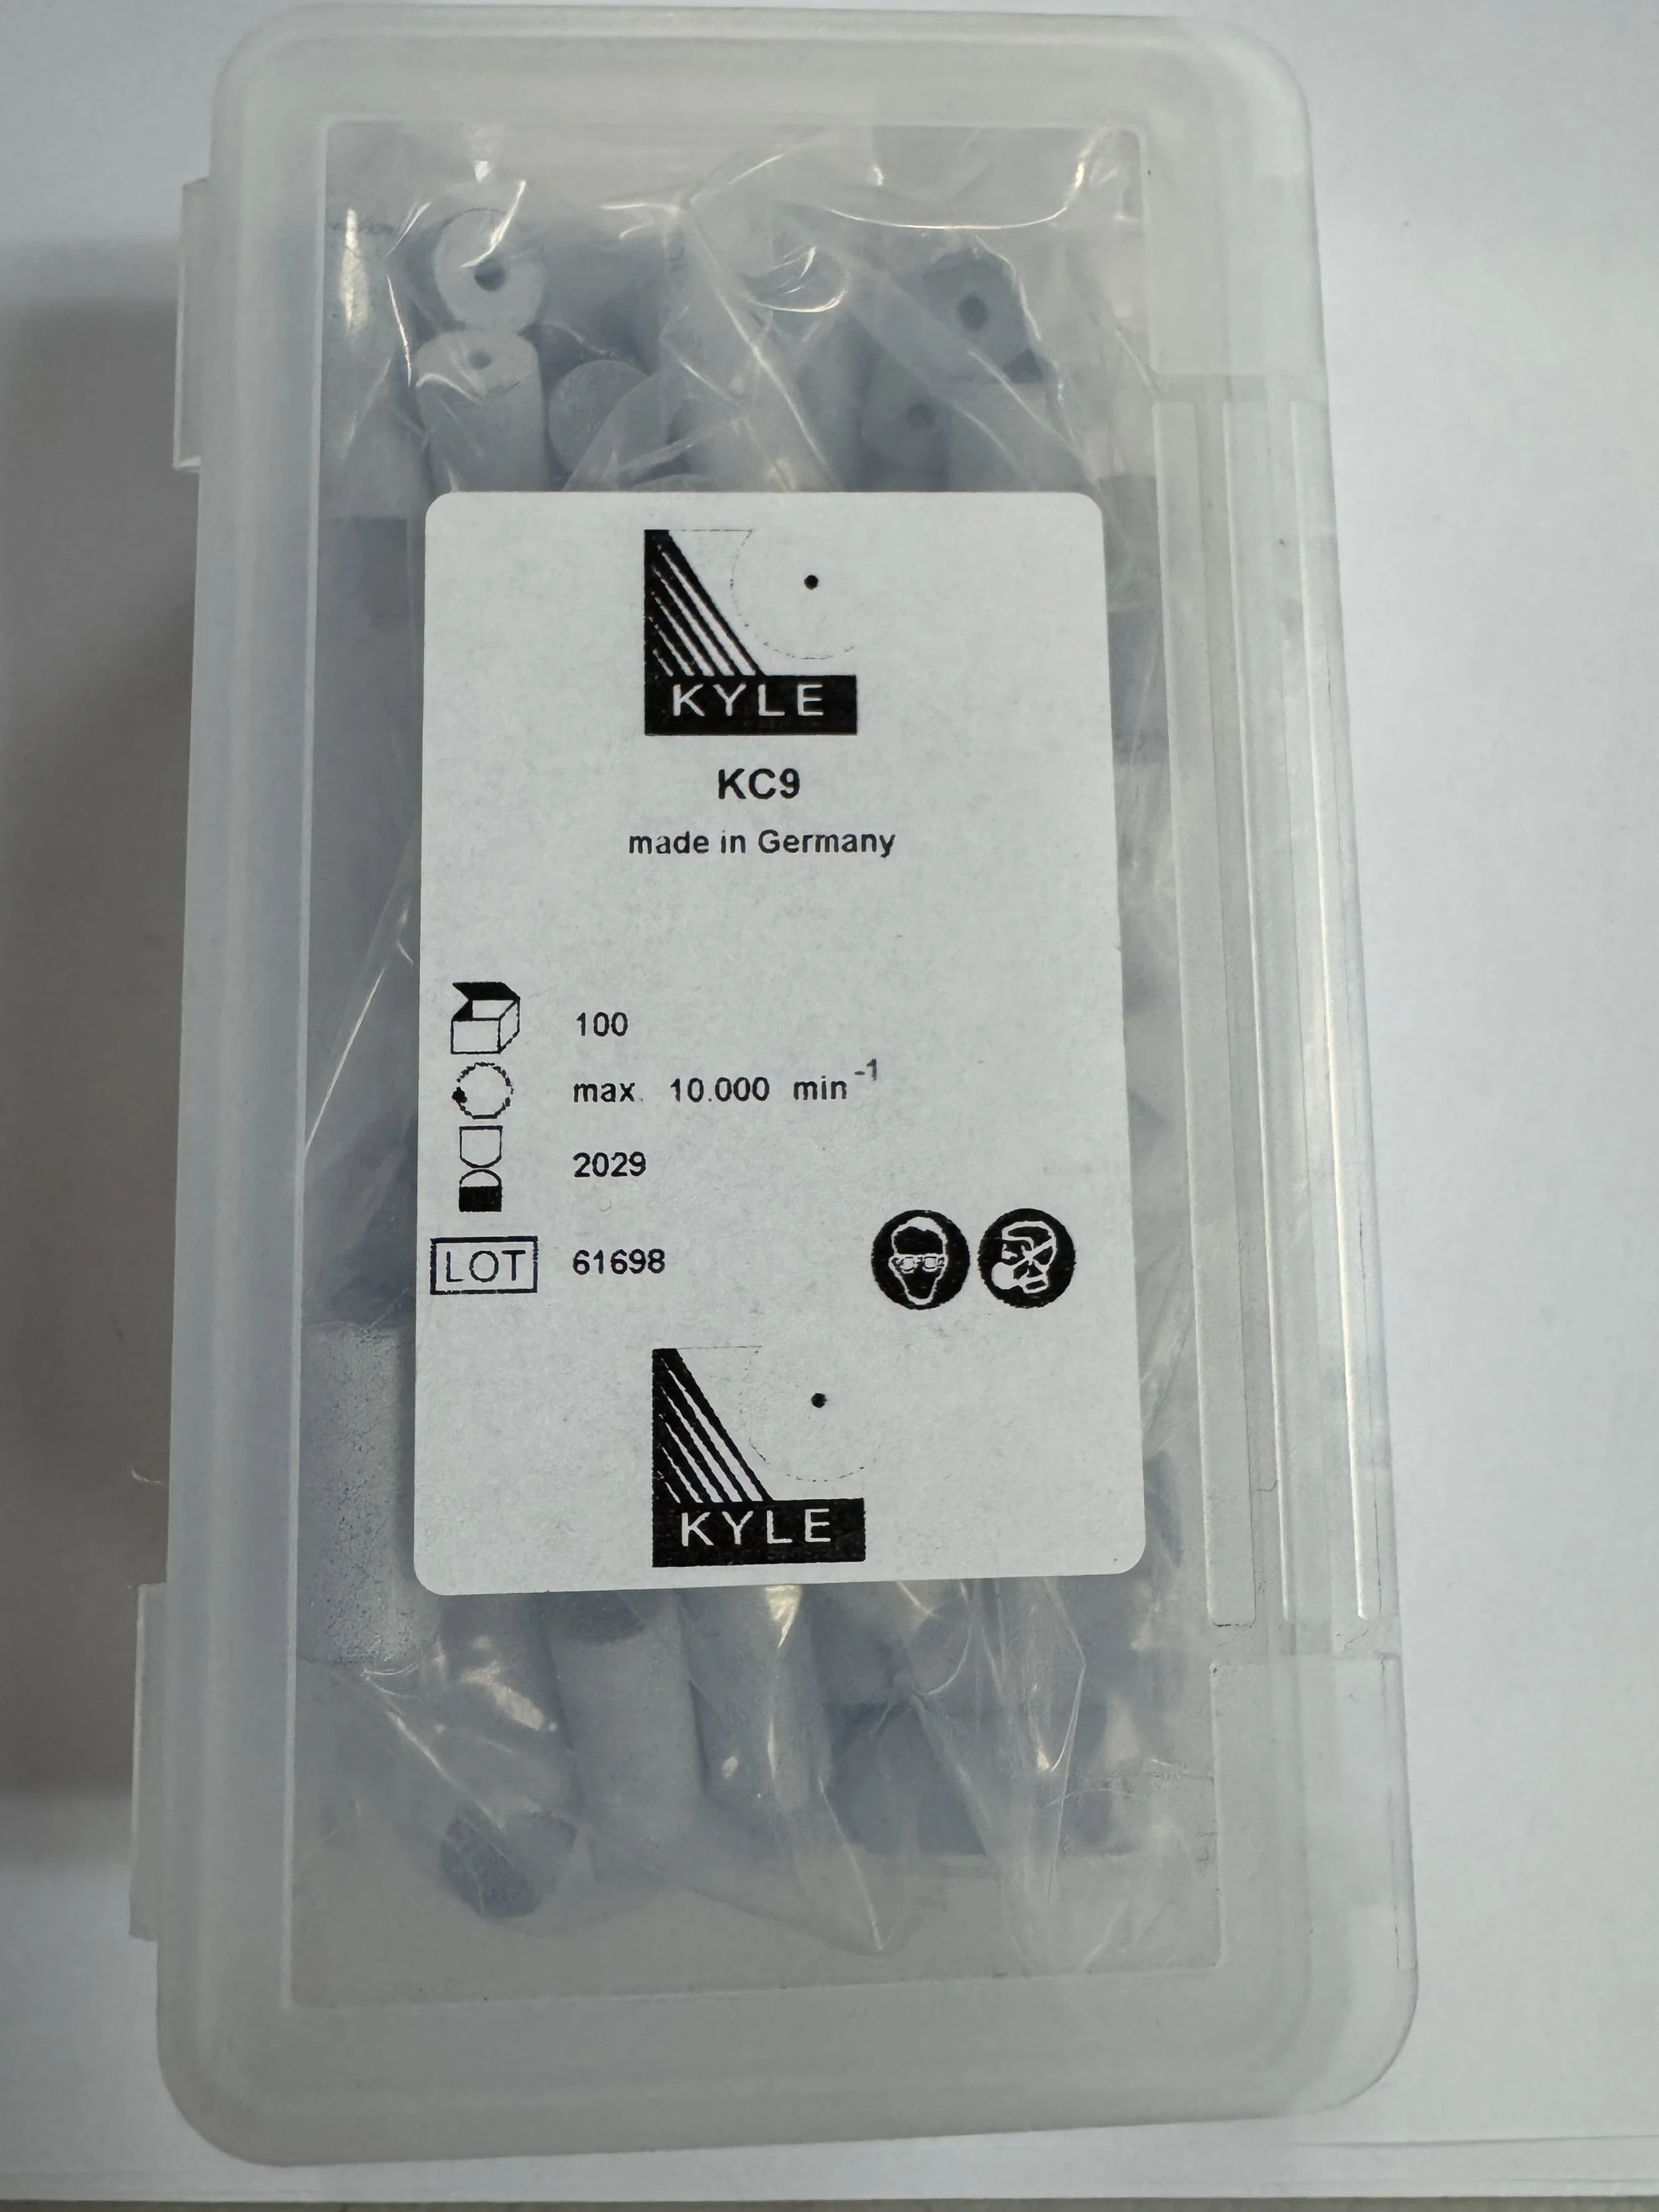 KYLE
KC9
made in Germany
100
max. 10.000 min⁻¹
2029
LOT 61698
KYLE